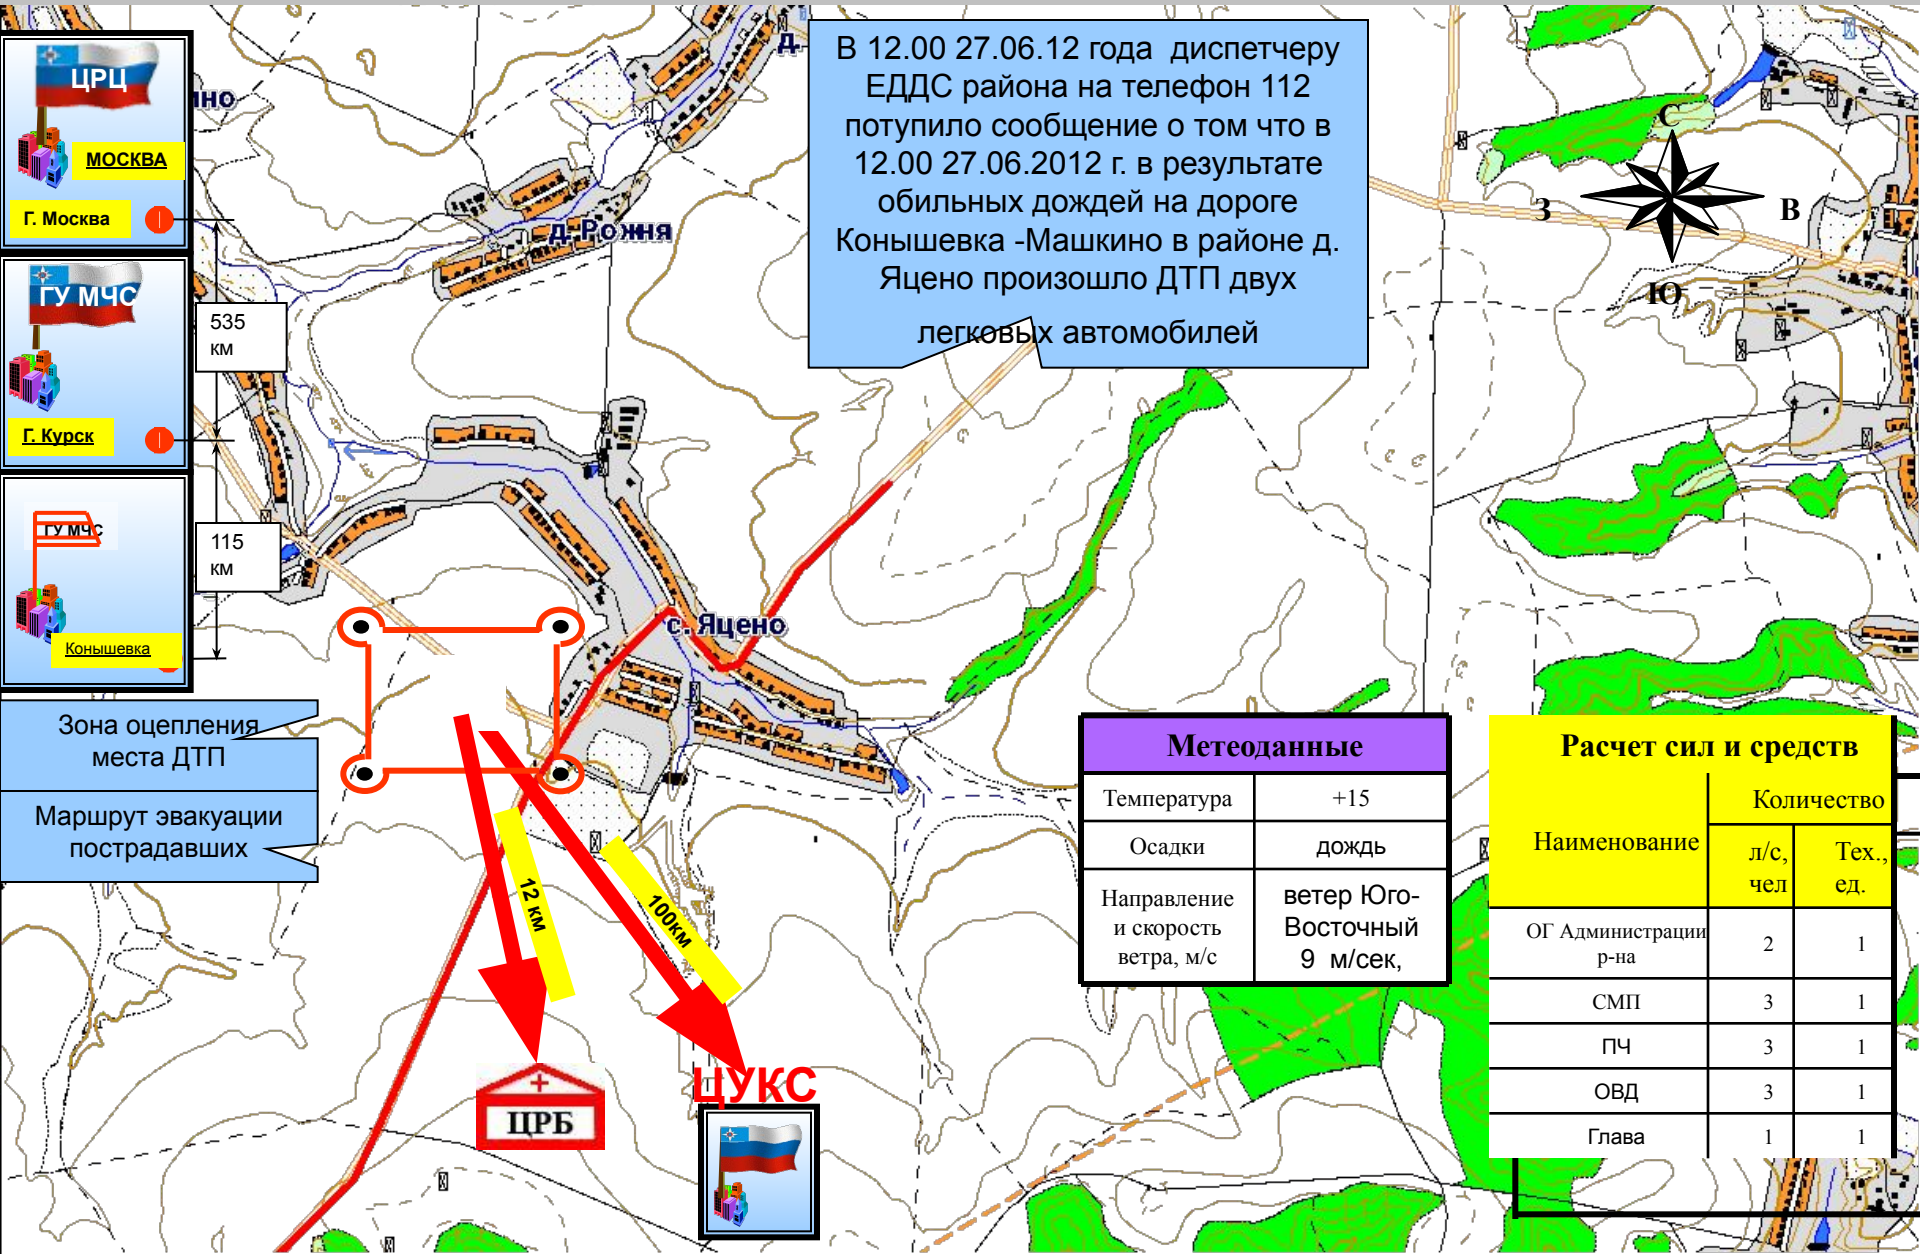 ЦРЦ
МОСКВА
Г. Москва
ГУ МЧС
Г. Курск
ГУ МЧС
Конышевка
535
км
115
км
Зона оцепления
места ДТП
Маршрут эвакуации
пострадавших
д. Рожня
с. Яцено
В 12.00 27.06.12 года диспетчеру
ЕДДС района на телефон 112
потупило сообщение о том что в
12.00 27.06.2012 г. в результате
обильных дождей на дороге
Конышевка -Машкино в районе д.
Яцено произошло ДТП двух
легковых автомобилей
С
З
В
Ю
12 км
100км
ЦРБ
ЦУКС
Метеоданные
Температура +15
Осадки дождь
Направление
и скорость
ветра, м/с
ветер Юго-
Восточный
9 м/сек,
Расчет сил и средств
Наименование
Количество
л/с,
чел
Тех.,
ед.
ОГ Администрации
р-на
2 1
СМП 3 1
ПЧ 3 1
ОВД 3 1
Глава 1 1